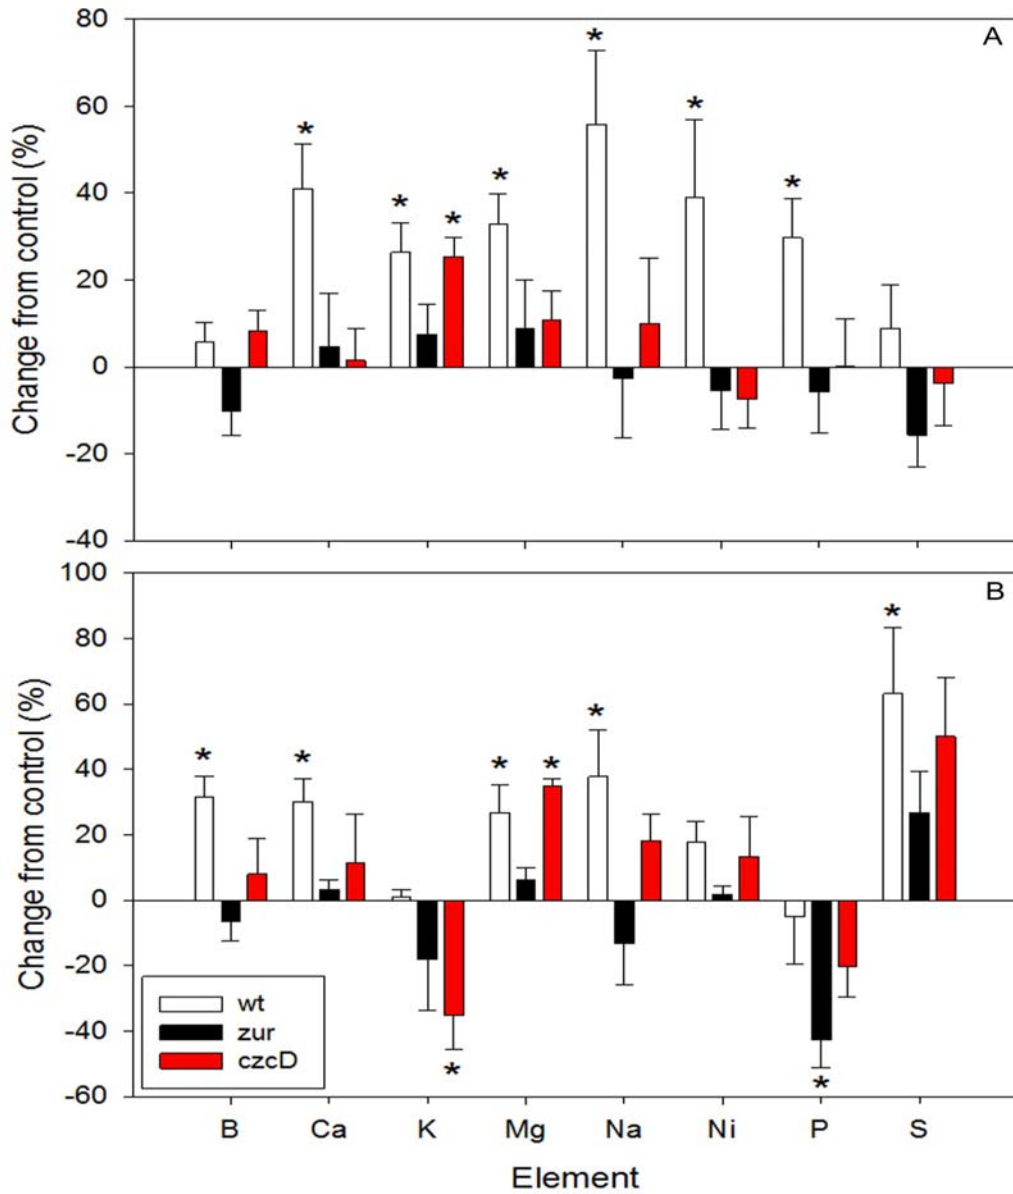 A
Change from control (%)
80
60
40
20
0
-20
-40
* * * * * * * *
B
Change from control (%)
100
80
60
40
20
0
-20
-40
-60
* * * * * * * * *
wt
zur
czcD
B Ca K Mg Na Ni P S
Element